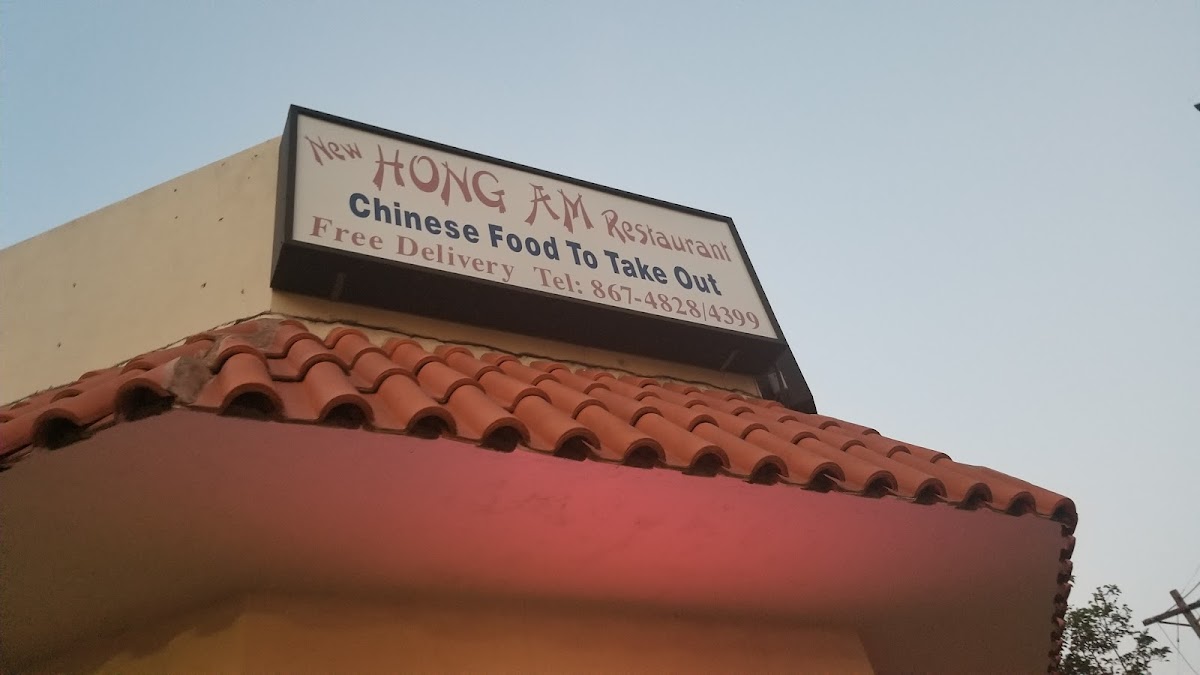 New HONG AM Restaurant
Chinese Food To Take Out
Free Delivery Tel: 867-4828/4399